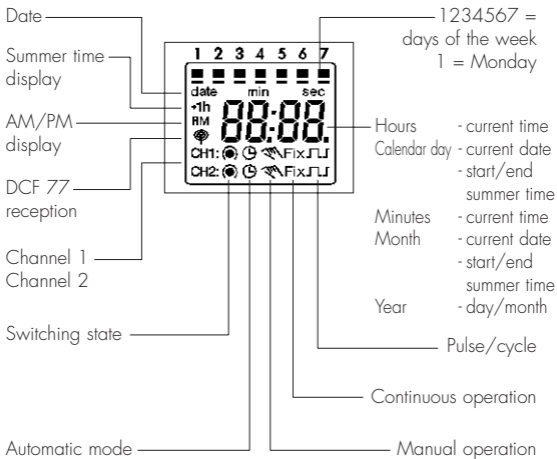 Date
Summer time
display
AM/PM
display
DCF 77
reception
Channel 1
Channel 2
Switching state
Automatic mode
1 2 3 4 5 6 7
date min sec
+1h
AM
88:88.
CH1: Fix
CH2: Fix
1234567 =
days of the week
1 = Monday
Hours - current time
Calendar day - current date
- start/end
summer time
Minutes - current time
Month - current date
- start/end
summer time
Year - day/month
Pulse/cycle
Continuous operation
Manual operation